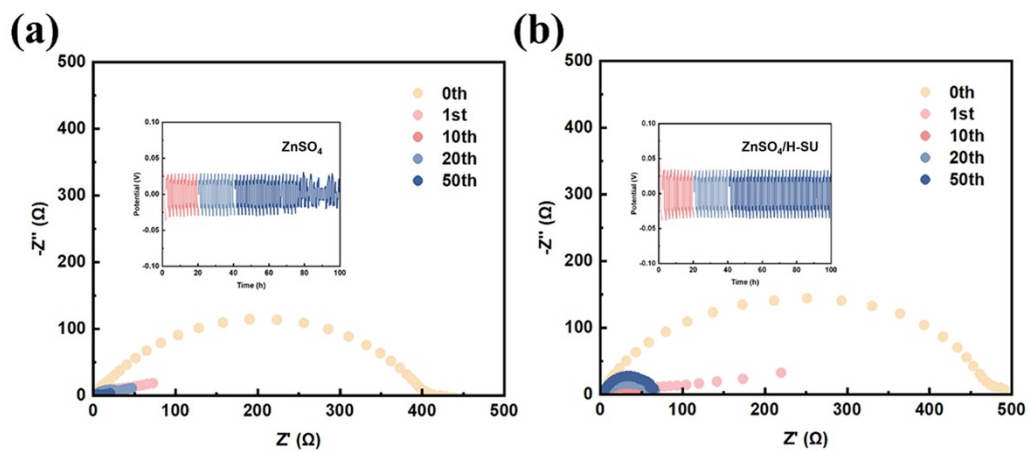 (a)
500
400
300
200
100
0
-Z'' (Ω)
0
100
200
300
400
500
Z' (Ω)
0th
1st
10th
20th
50th
ZnSO4
0.10
0.05
0.00
-0.05
-0.10
Potential (V)
0
20
40
60
80
100
Time (h)
(b)
500
400
300
200
100
0
-Z'' (Ω)
0
100
200
300
400
500
Z' (Ω)
0th
1st
10th
20th
50th
ZnSO4/H-SU
0.10
0.05
0.00
-0.05
-0.10
Potential (V)
0
20
40
60
80
100
Time (h)